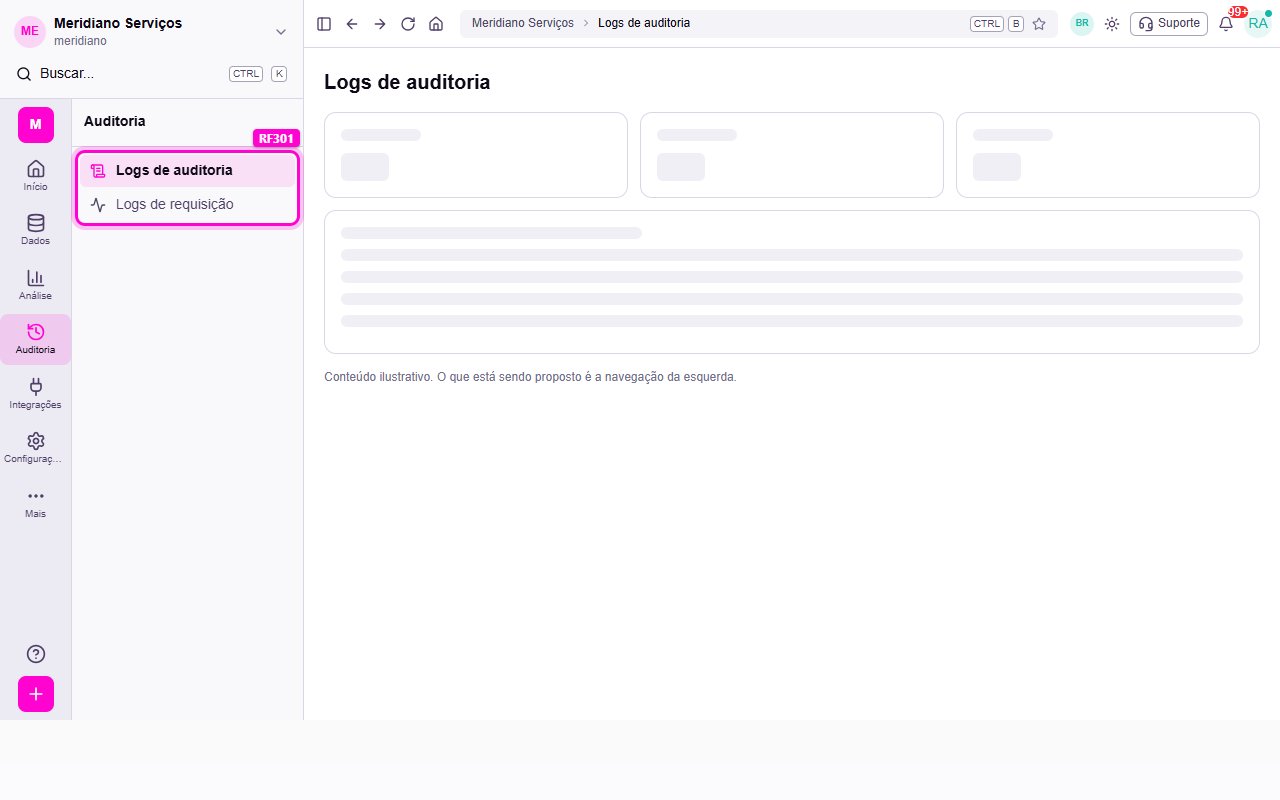 ME
Meridiano Serviços
meridiano
Buscar...
CTRL
K
Meridiano Serviços
Logs de auditoria
CTRL
B
BR
Suporte
99+
RA
M
Início
Dados
Análise
Auditoria
Integrações
Configuraç...
Mais
Auditoria
RF301
Logs de auditoria
Logs de requisição
Logs de auditoria
Conteúdo ilustrativo. O que está sendo proposto é a navegação da esquerda.